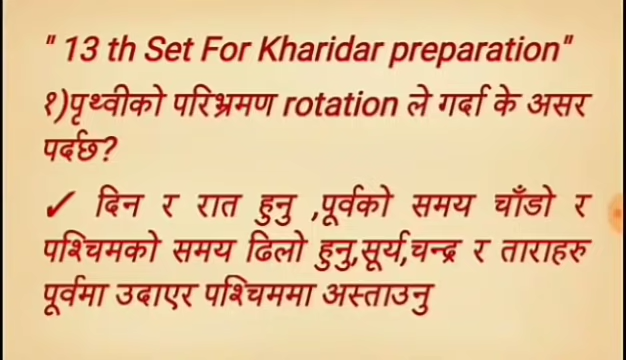 " 13 th Set For Kharidar preparation"
१)पृथ्वीको परिभ्रमण rotation ले गर्दा के असर
पर्दछ?
✓ दिन र रात हुनु ,पूर्वको समय चाँडो र
पश्चिमको समय ढिलो हुनु,सूर्य,चन्द्र र ताराहरु
पूर्वमा उदाएर पश्चिममा अस्ताउनु